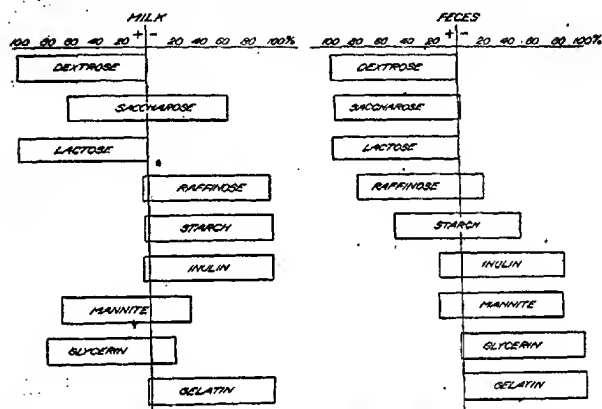 MILK
+ -
100 80 60 40 20 20 40 60 80 100%
DEXTROSE
SACCHAROSE
LACTOSE
RAFFINOSE
STARCH
INULIN
MANNITE
GLYCERIN
GELATIN
FECES
+ -
100 80 60 40 20 20 40 60 80 100%
DEXTROSE
SACCHAROSE
LACTOSE
RAFFINOSE
STARCH
INULIN
MANNITE
GLYCERIN
GELATIN